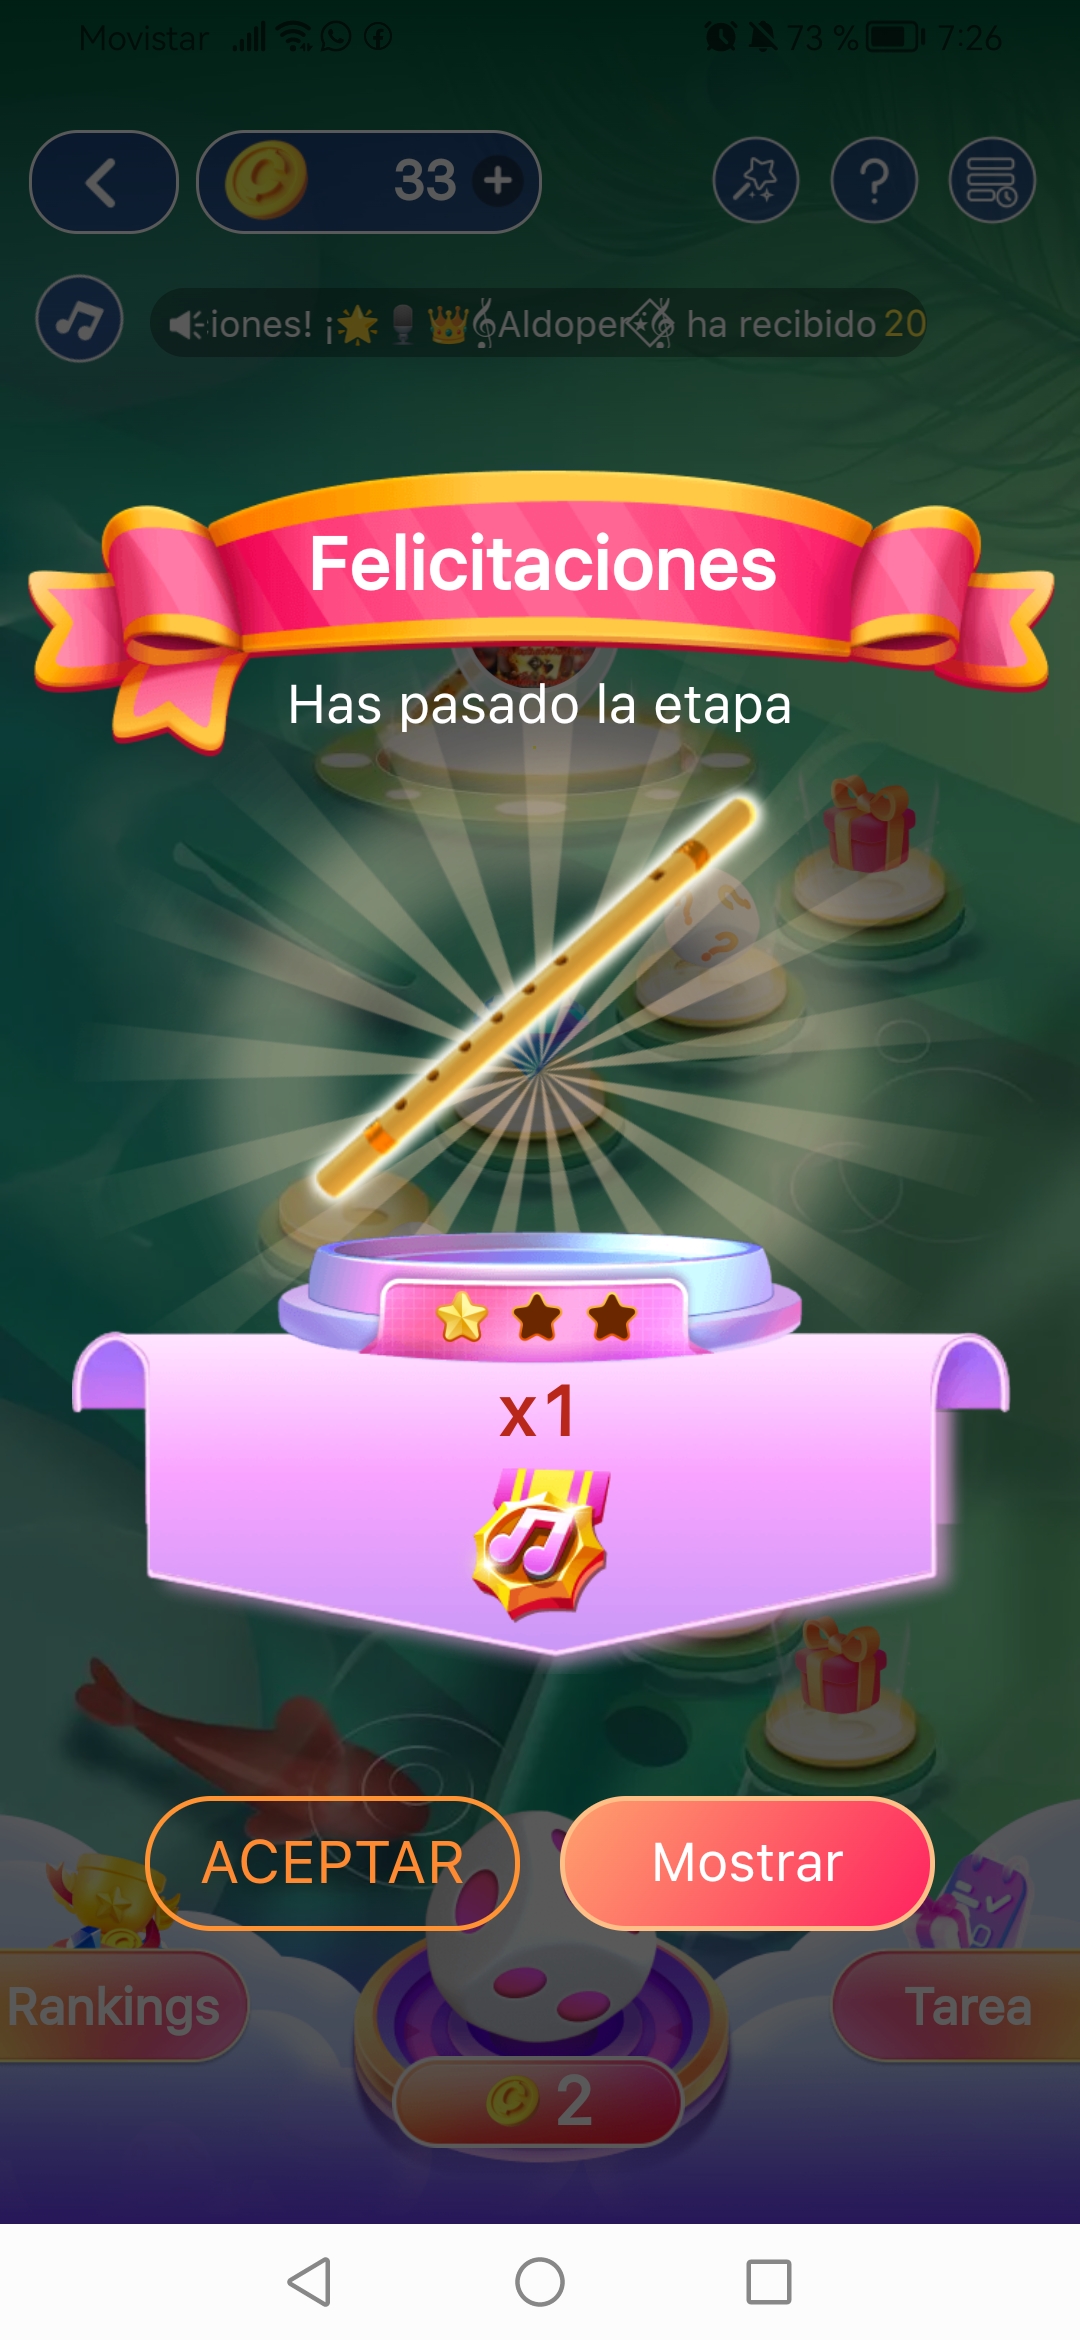 Movistar 73 % 7:26
33
iones! ¡🌟🎙️👑𝄞Aldoper𝄞 ha recibido 20
Felicitaciones
Has pasado la etapa
x1
ACEPTAR Mostrar
Rankings Tarea
2